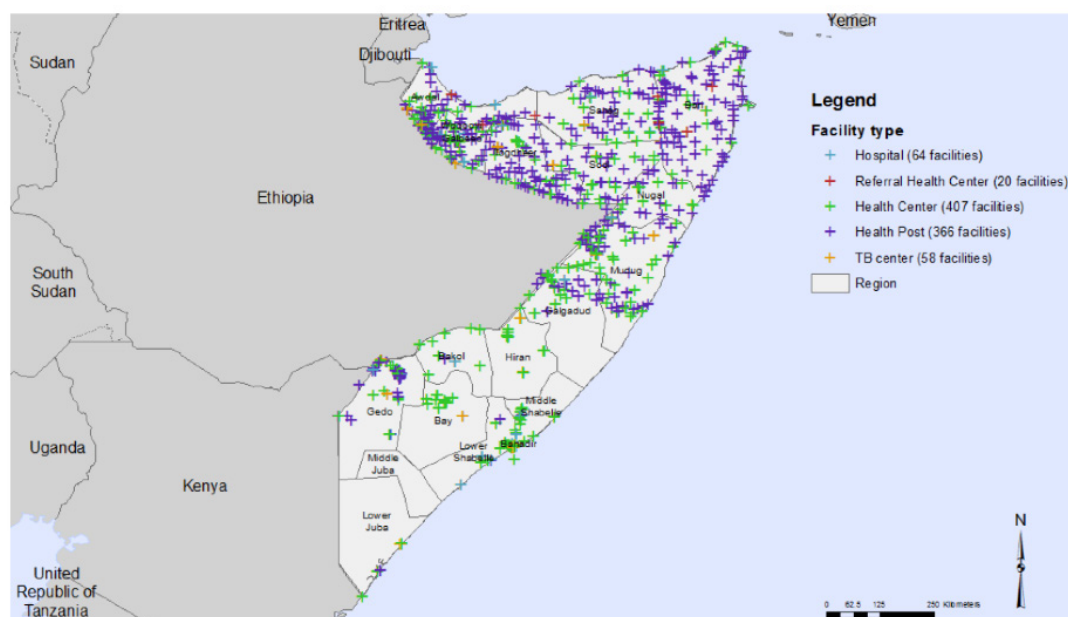 Eritrea
Yemen
Djibouti
Sudan
Awdal
Sanag
Bari
Togdheer
Sool
Ethiopia
Nugal
South
Sudan
Mudug
Galgadud
Bakol
Hiran
Gedo
Bay
Middle
Shabelle
Uganda
Lower
Shabelle
Banadir
Middle
Juba
Kenya
Lower
Juba
United
Republic of
Tanzania
Legend
Facility type
Hospital (64 facilities)
Referral Health Center (20 facilities)
Health Center (407 facilities)
Health Post (366 facilities)
TB center (58 facilities)
Region
N
0 62.5 125 250 Kilometers